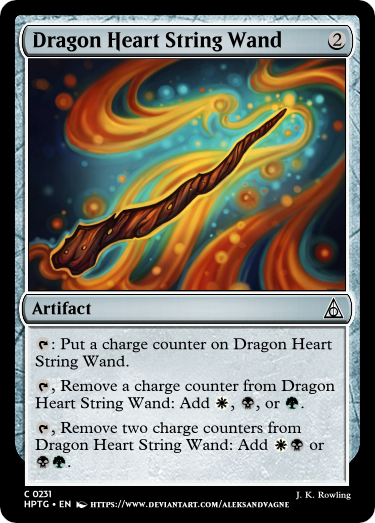 Dragon Heart String Wand 2
Artifact
: Put a charge counter on Dragon Heart
String Wand.
, Remove a charge counter from Dragon
Heart String Wand: Add , , or .
, Remove two charge counters from
Dragon Heart String Wand: Add or
.
C 0231 J. K. Rowling
HPTG • EN HTTPS://WWW.DEVIANTART.COM/ALEKSANDVAGNE